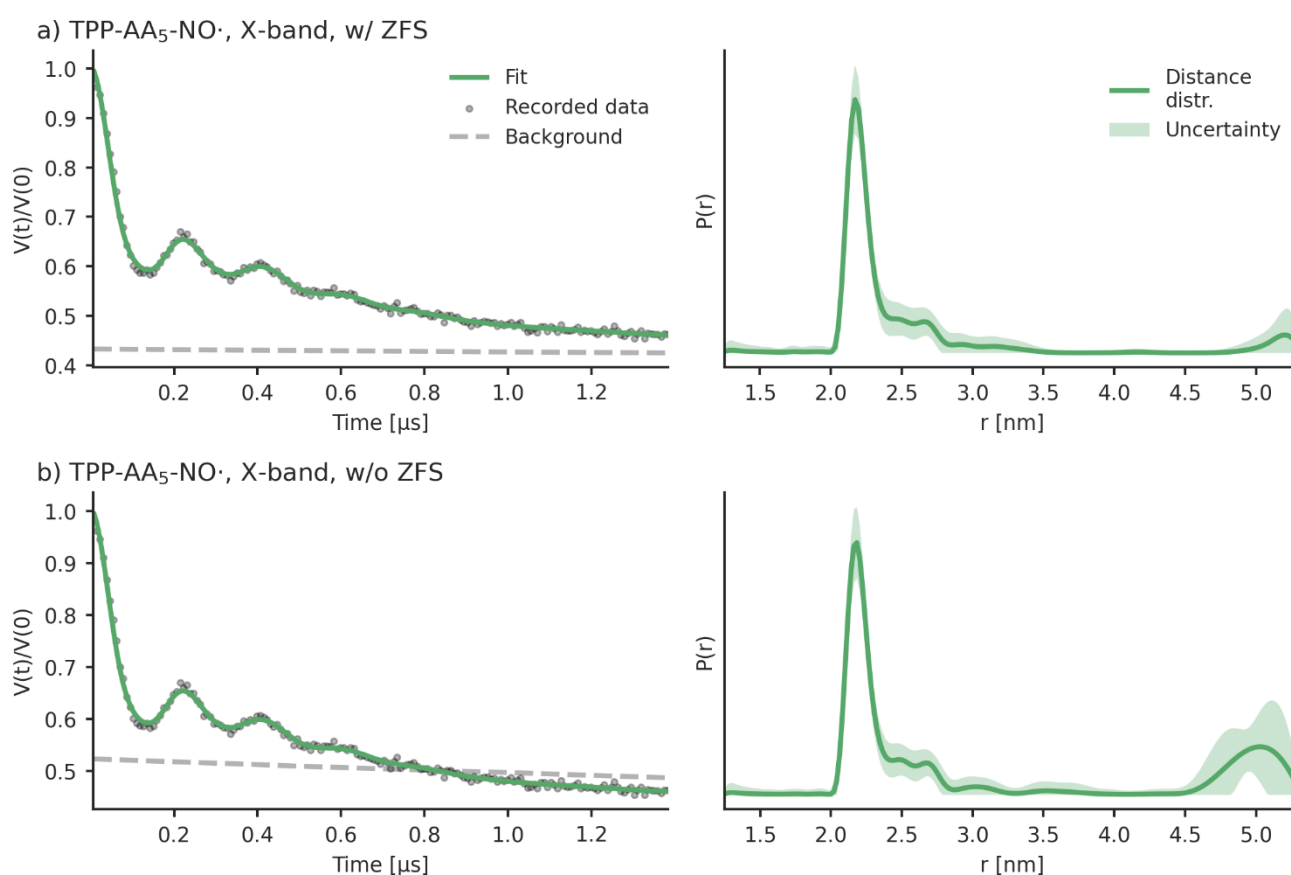 a) TPP-AA₅-NO·, X-band, w/ ZFS
1.0
0.9
0.8
0.7
0.6
0.5
0.4
V(t)/V(0)
Fit
Recorded data
Background
0.2 0.4 0.6 0.8 1.0 1.2
Time [μs]
P(r)
Distance
distr.
Uncertainty
1.5 2.0 2.5 3.0 3.5 4.0 4.5 5.0
r [nm]
b) TPP-AA₅-NO·, X-band, w/o ZFS
1.0
0.9
0.8
0.7
0.6
0.5
V(t)/V(0)
0.2 0.4 0.6 0.8 1.0 1.2
Time [μs]
P(r)
1.5 2.0 2.5 3.0 3.5 4.0 4.5 5.0
r [nm]